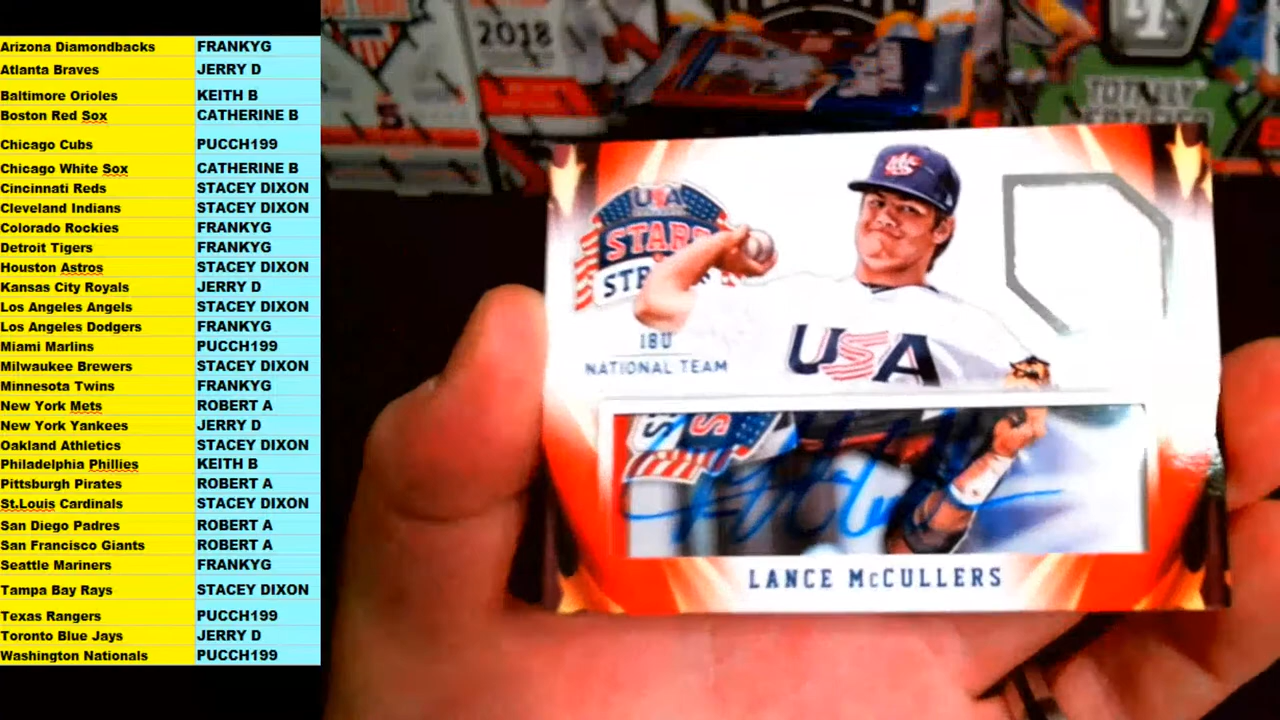 Arizona Diamondbacks FRANKYG
Atlanta Braves JERRY D
Baltimore Orioles KEITH B
Boston Red Sox CATHERINE B
Chicago Cubs PUCCH199
Chicago White Sox CATHERINE B
Cincinnati Reds STACEY DIXON
Cleveland Indians STACEY DIXON
Colorado Rockies FRANKYG
Detroit Tigers FRANKYG
Houston Astros STACEY DIXON
Kansas City Royals JERRY D
Los Angeles Angels STACEY DIXON
Los Angeles Dodgers FRANKYG
Miami Marlins PUCCH199
Milwaukee Brewers STACEY DIXON
Minnesota Twins FRANKYG
New York Mets ROBERT A
New York Yankees JERRY D
Oakland Athletics STACEY DIXON
Philadelphia Phillies KEITH B
Pittsburgh Pirates ROBERT A
St.Louis Cardinals STACEY DIXON
San Diego Padres ROBERT A
San Francisco Giants ROBERT A
Seattle Mariners FRANKYG
Tampa Bay Rays STACEY DIXON
Texas Rangers PUCCH199
Toronto Blue Jays JERRY D
Washington Nationals PUCCH199
2018
TOTALLY
CERTIFIED
USA
STARS
18U
NATIONAL TEAM
USA
LANCE McCULLERS